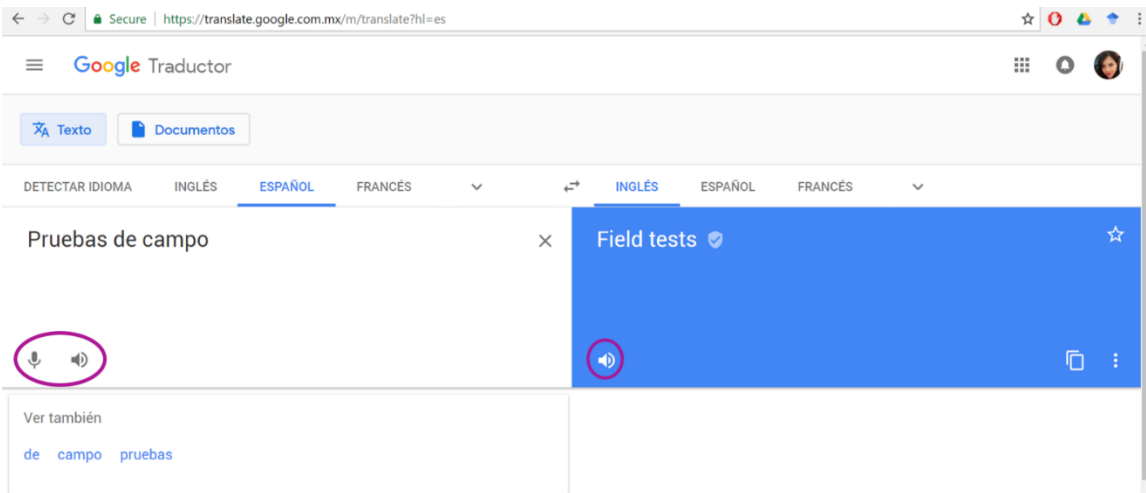 Secure | https://translate.google.com.mx/m/translate?hl=es
Google Traductor
Texto Documentos
DETECTAR IDIOMA INGLÉS ESPAÑOL FRANCÉS INGLÉS ESPAÑOL FRANCÉS
Pruebas de campo
Field tests
Ver también
de campo pruebas